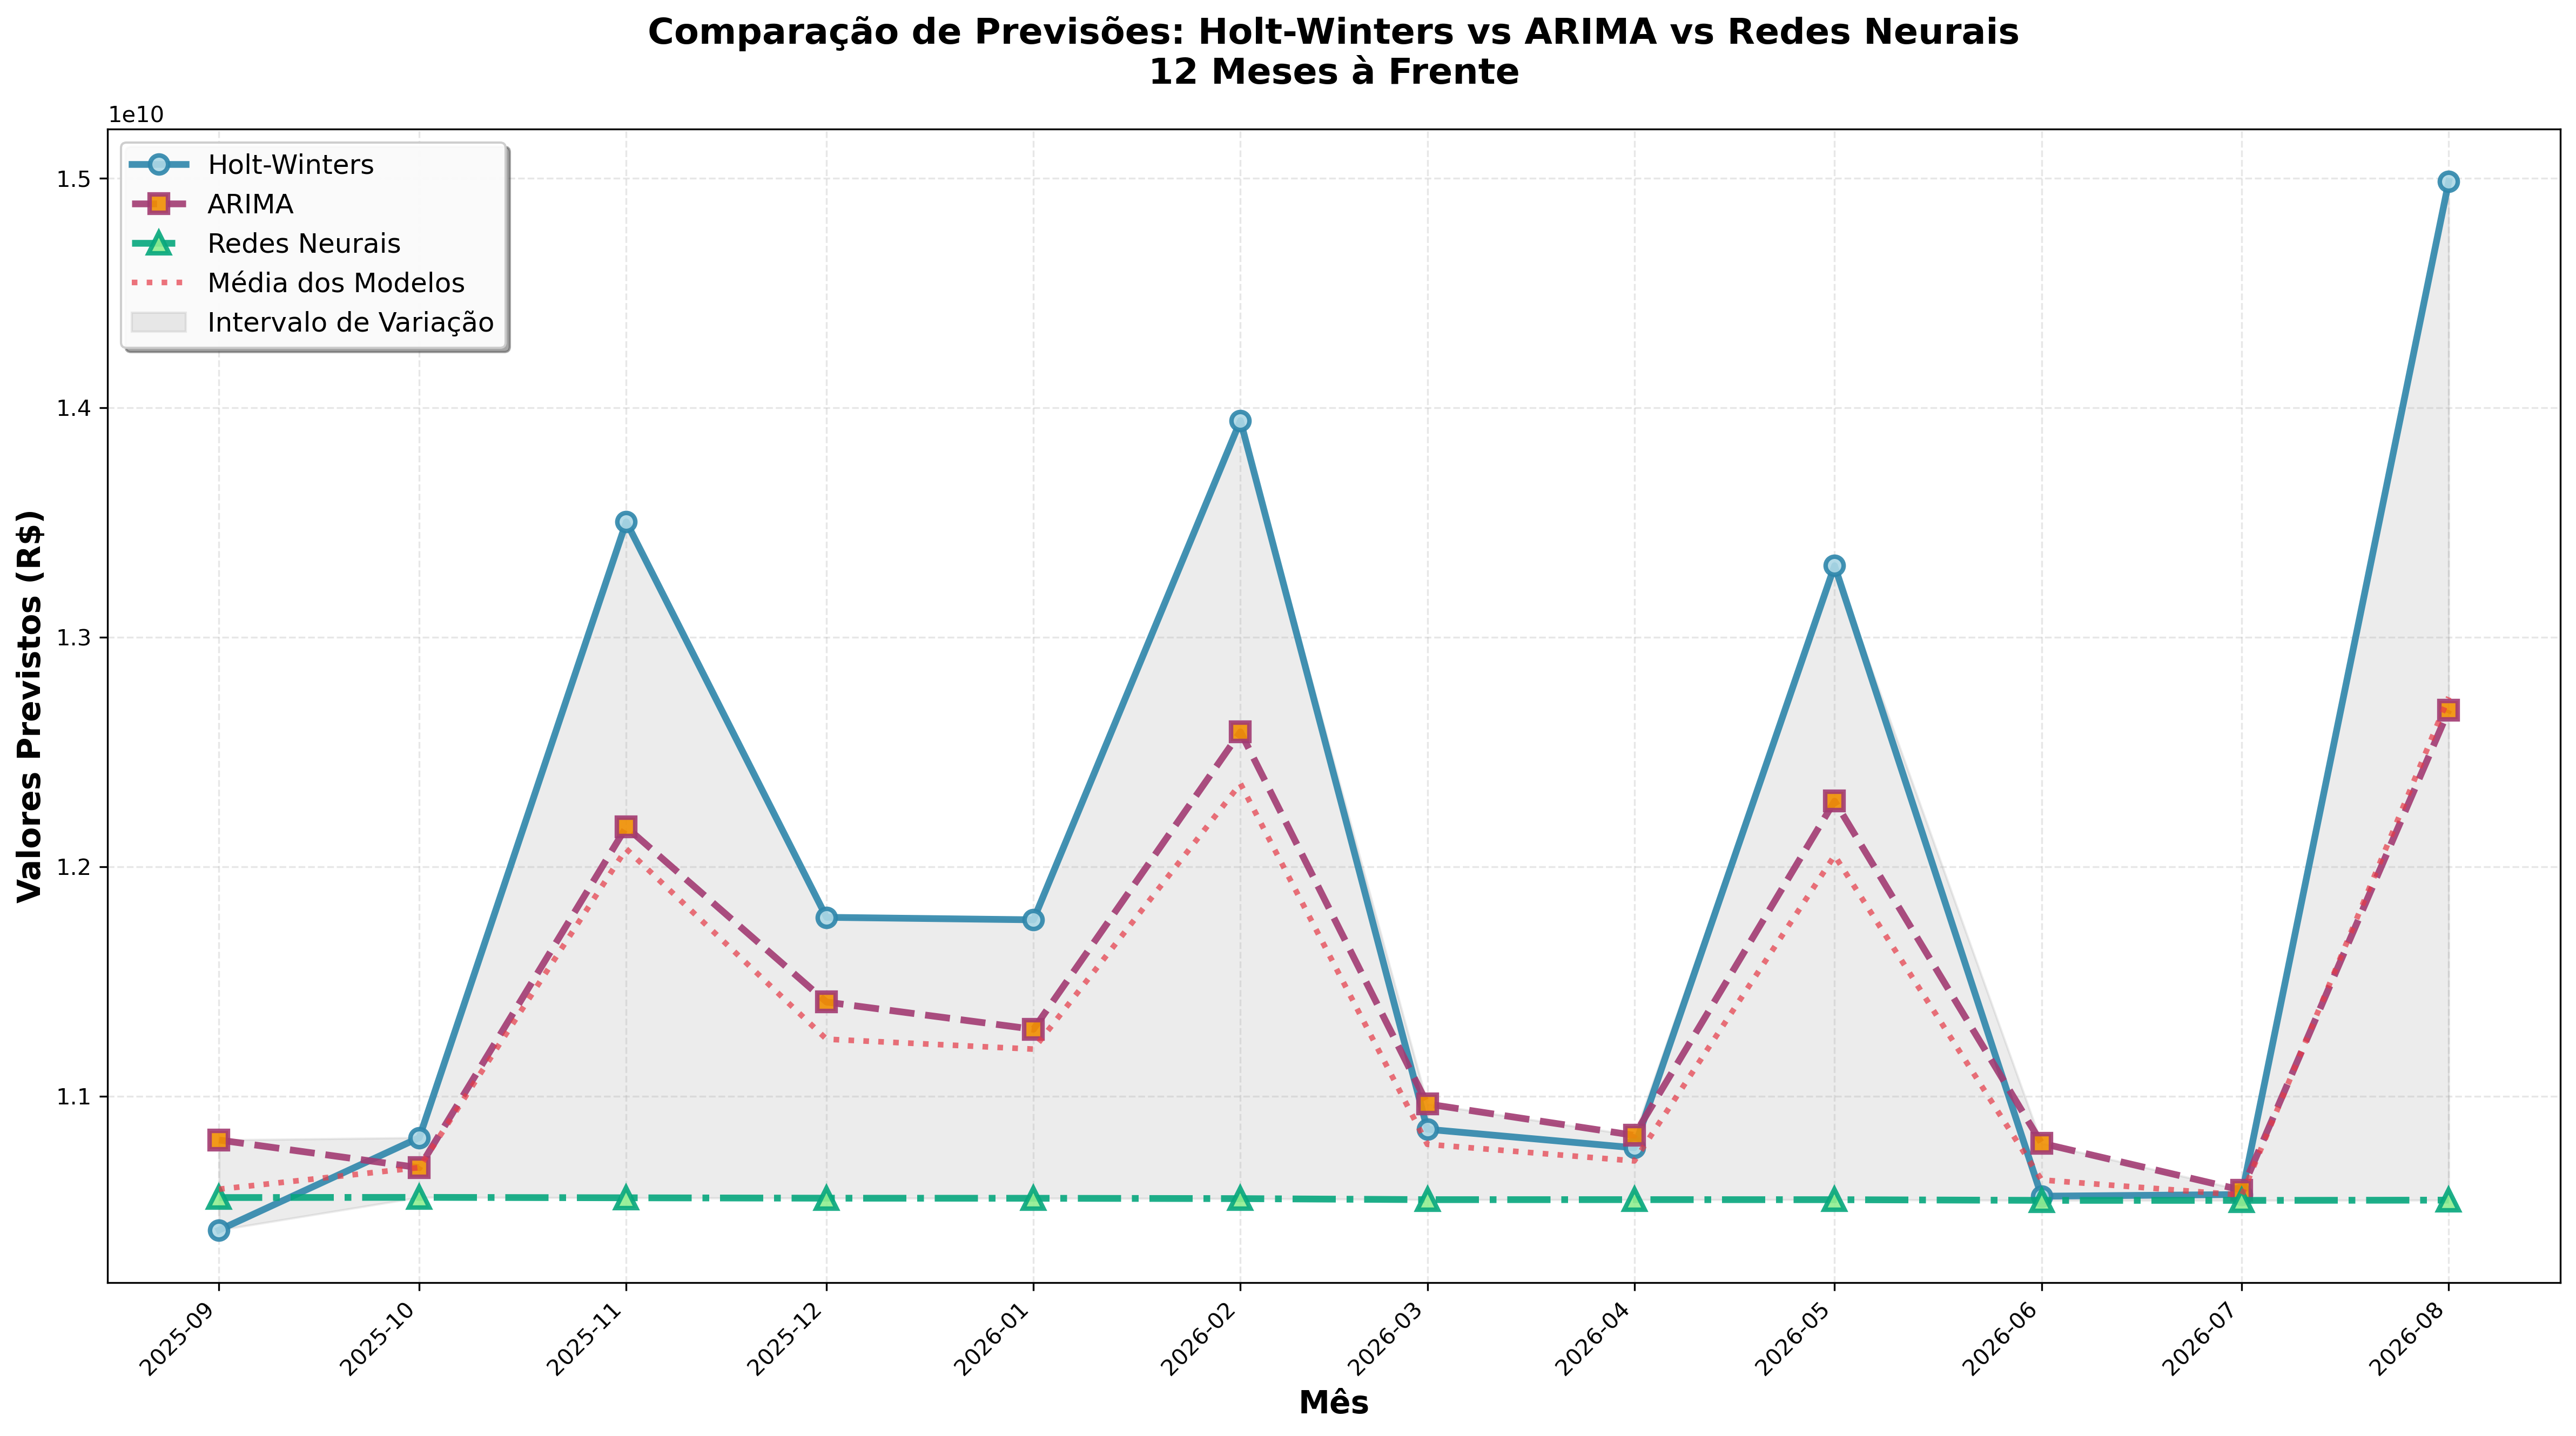 Comparação de Previsões: Holt-Winters vs ARIMA vs Redes Neurais
12 Meses à Frente
1e10
Holt-Winters
ARIMA
Redes Neurais
Média dos Modelos
Intervalo de Variação
1.5
1.4
1.3
1.2
1.1
Valores Previstos (R$)
2025-09
2025-10
2025-11
2025-12
2026-01
2026-02
2026-03
2026-04
2026-05
2026-06
2026-07
2026-08
Mês